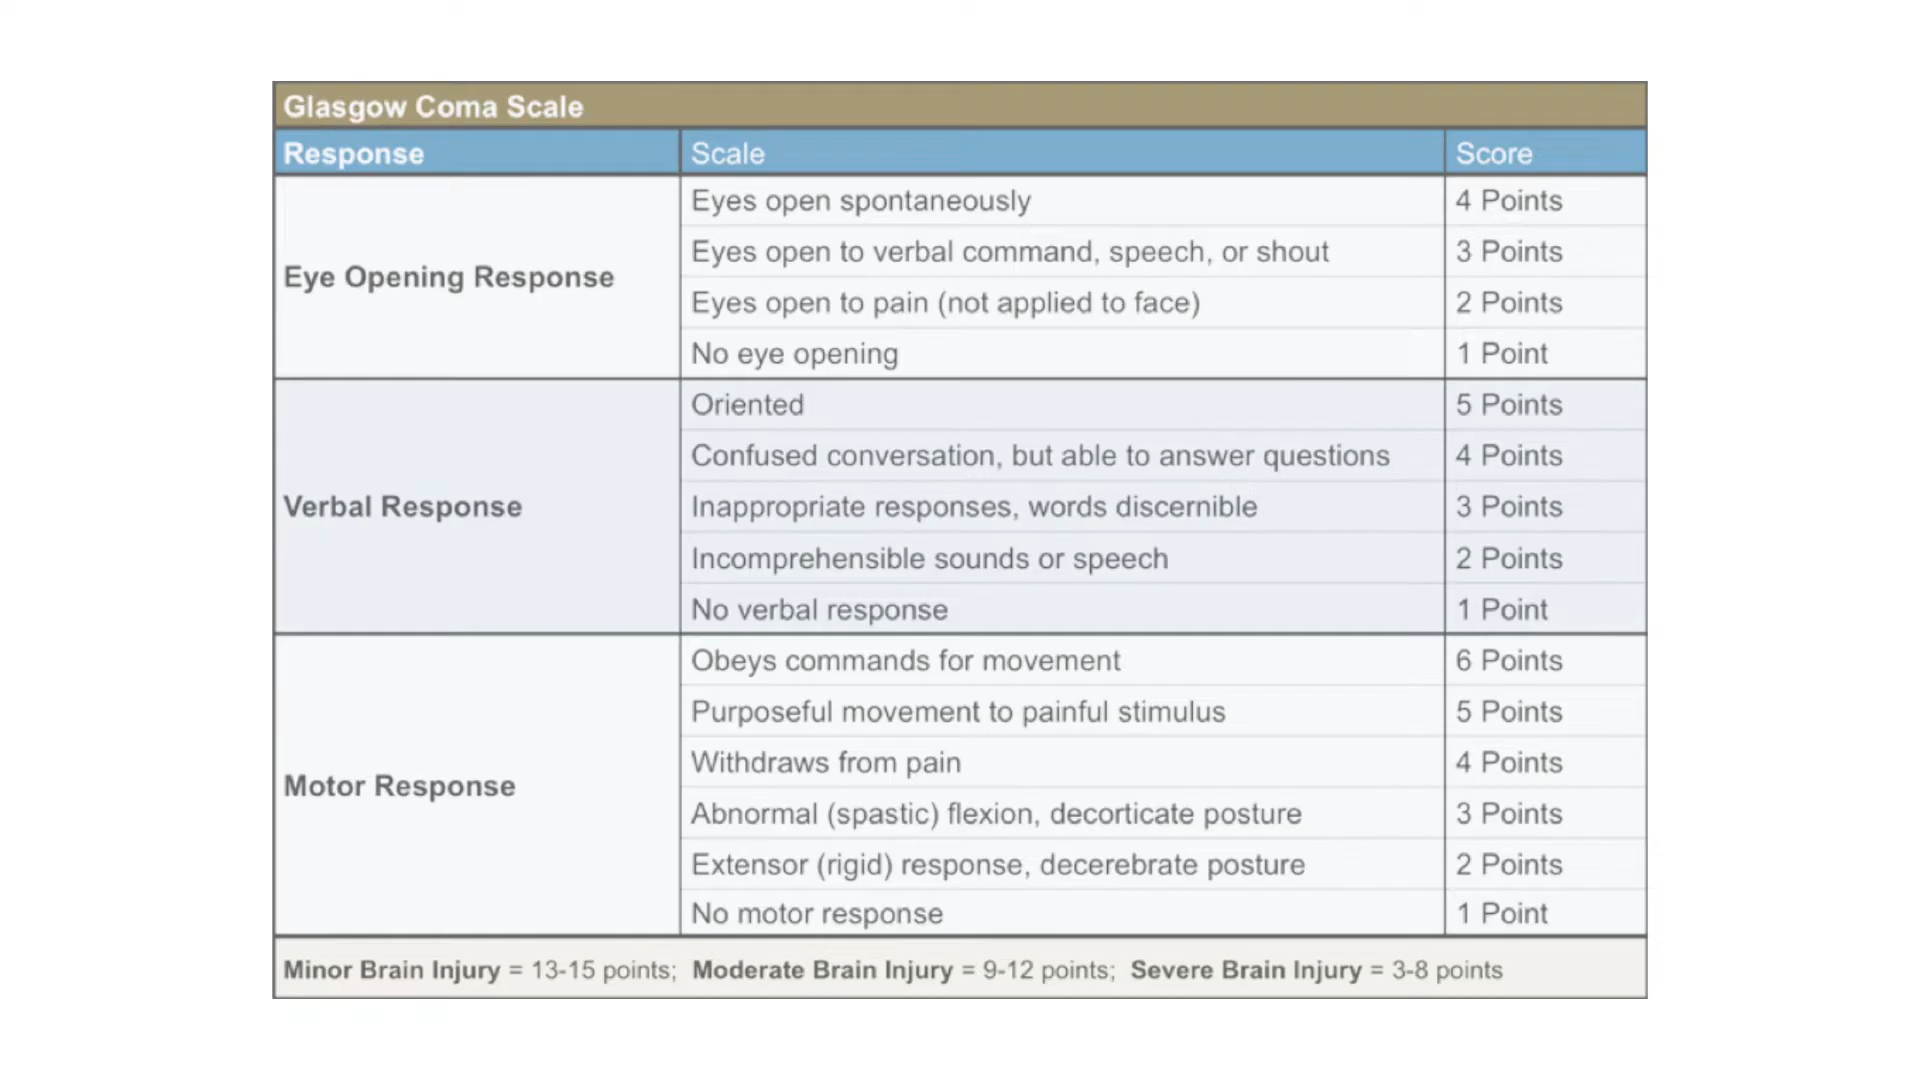 Glasgow Coma Scale
Response Scale Score
Eye Opening Response
Eyes open spontaneously 4 Points
Eyes open to verbal command, speech, or shout 3 Points
Eyes open to pain (not applied to face) 2 Points
No eye opening 1 Point
Verbal Response
Oriented 5 Points
Confused conversation, but able to answer questions 4 Points
Inappropriate responses, words discernible 3 Points
Incomprehensible sounds or speech 2 Points
No verbal response 1 Point
Motor Response
Obeys commands for movement 6 Points
Purposeful movement to painful stimulus 5 Points
Withdraws from pain 4 Points
Abnormal (spastic) flexion, decorticate posture 3 Points
Extensor (rigid) response, decerebrate posture 2 Points
No motor response 1 Point
Minor Brain Injury = 13-15 points; Moderate Brain Injury = 9-12 points; Severe Brain Injury = 3-8 points